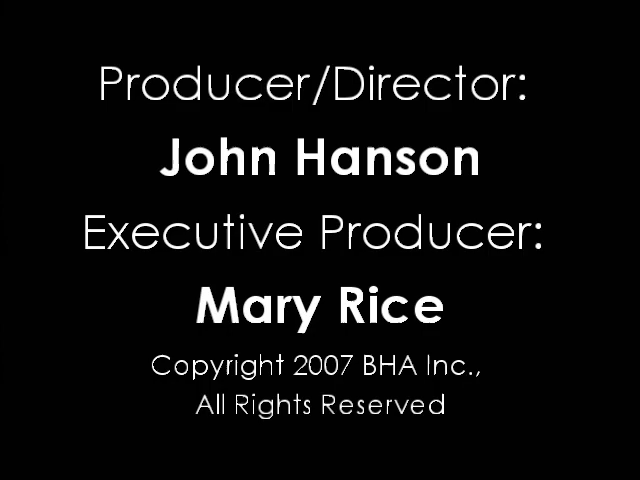 Producer/Director:
John Hanson
Executive Producer:
Mary Rice
Copyright 2007 BHA Inc.,
All Rights Reserved